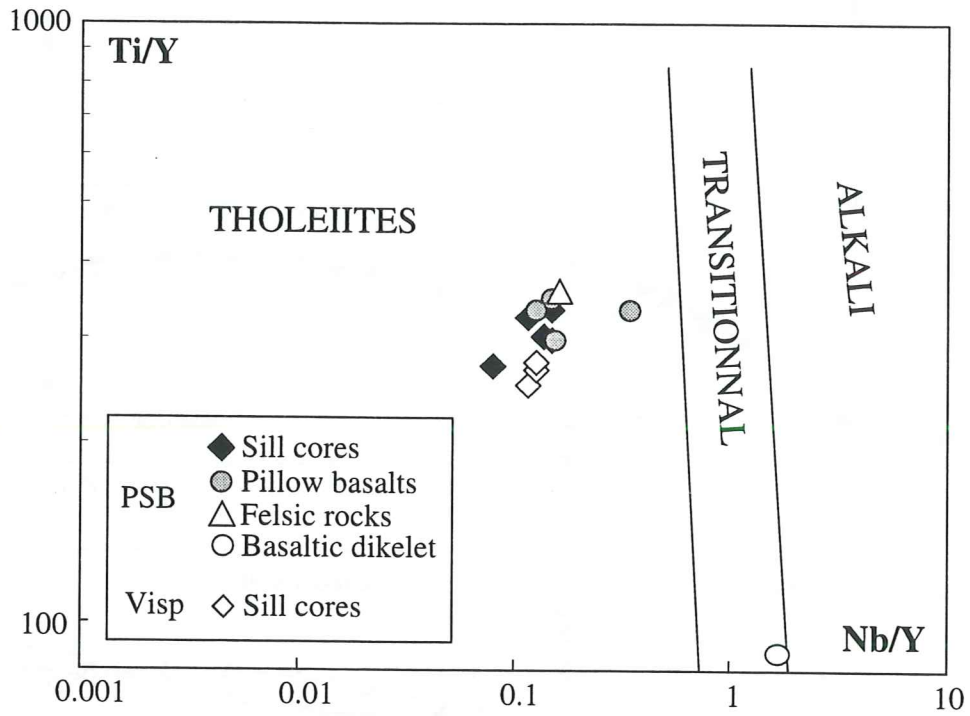 1000
Ti/Y
THOLEIITES
TRANSITIONNAL
ALKALI
PSB
Sill cores
Pillow basalts
Felsic rocks
Basaltic dikelet
Visp
Sill cores
100
Nb/Y
0.001
0.01
0.1
1
10